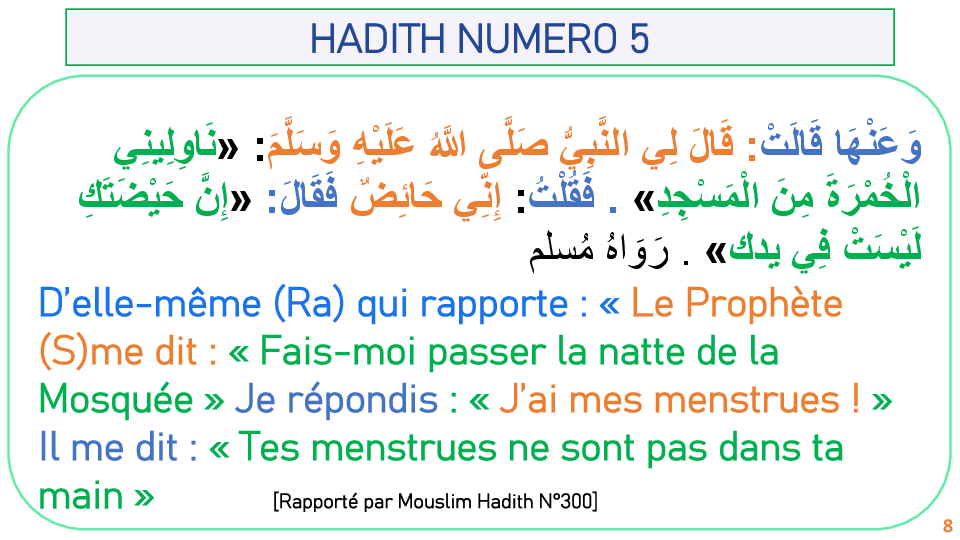 HADITH NUMERO 5
وَعَنْهَا قَالَتْ: قَالَ لِي النَّبِيُّ صَلَّى اللَّهُ عَلَيْهِ وَسَلَّمَ: «نَاوِلِينِي
الْخُمْرَةَ مِنَ الْمَسْجِدِ» . فَقُلْتُ: إِنِّي حَائِضٌ فَقَالَ: «إِنَّ حَيْضَتَكِ
لَيْسَتْ فِي يدك» . رَوَاهُ مُسلم
D'elle-même (Ra) qui rapporte : « Le Prophète
(S)me dit : « Fais-moi passer la natte de la
Mosquée » Je répondis : « J'ai mes menstrues ! »
Il me dit : « Tes menstrues ne sont pas dans ta
main » [Rapporté par Mouslim Hadith N°300]
8